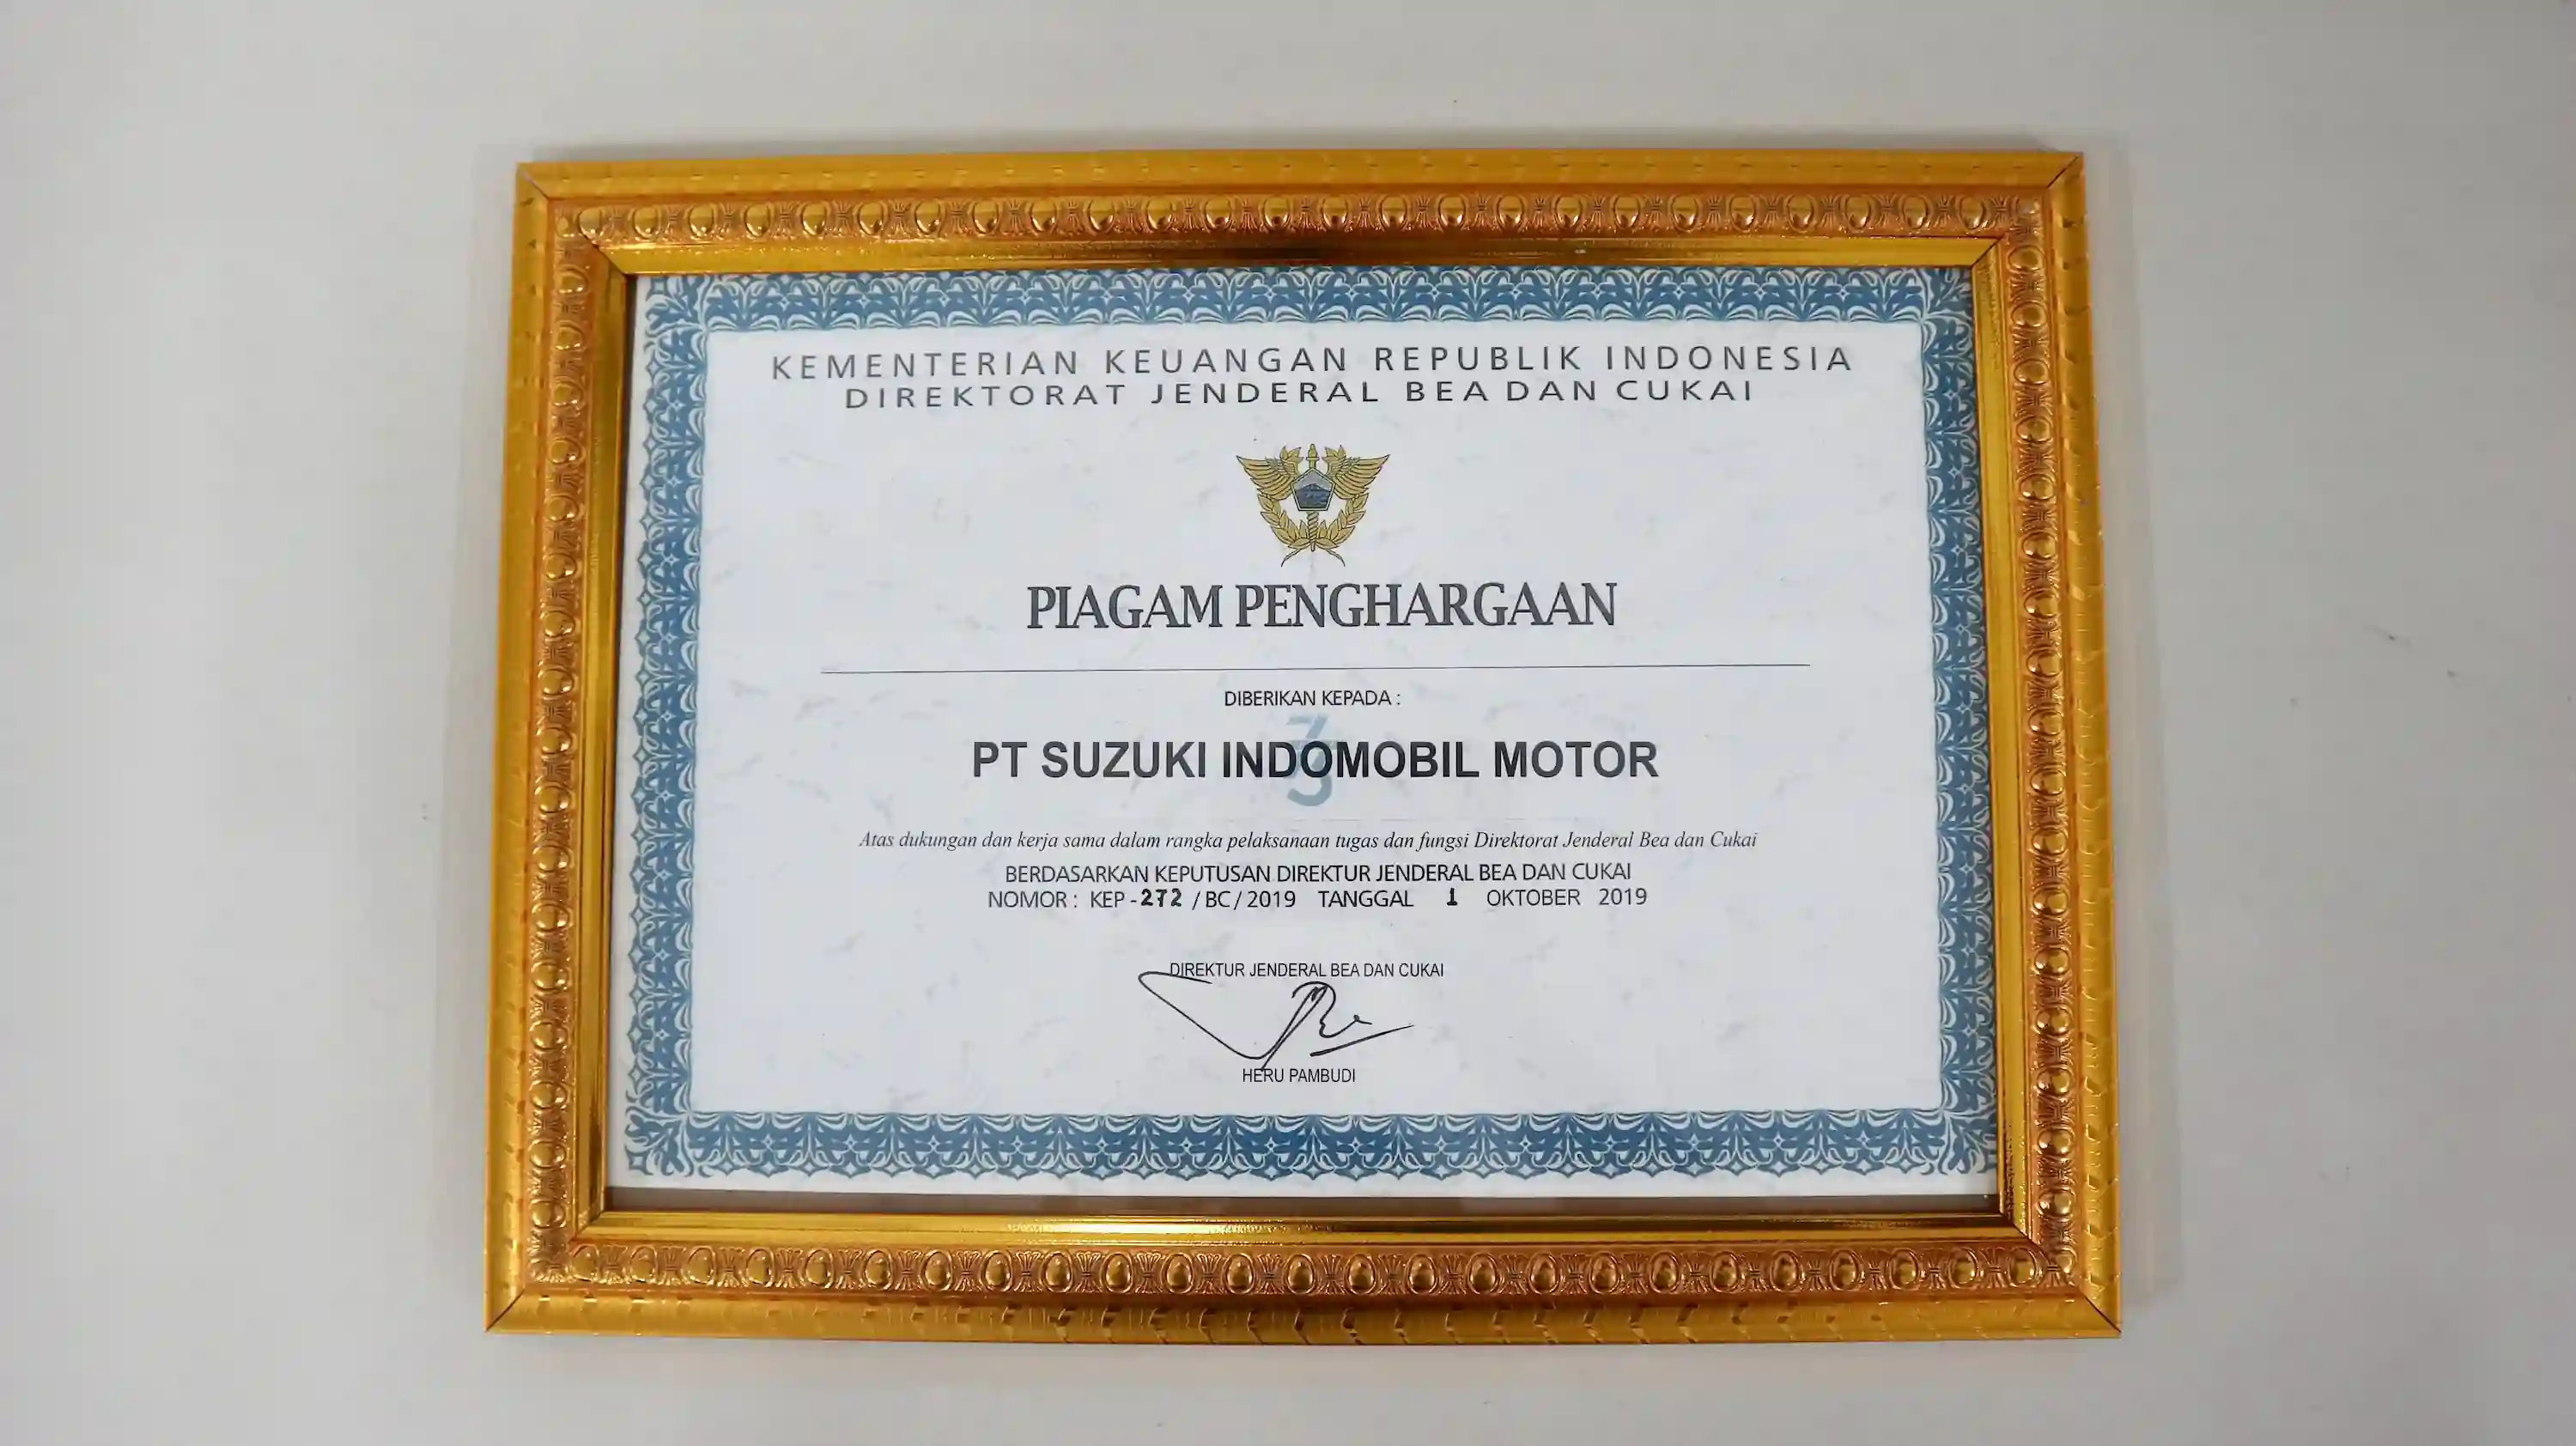 KEMENTERIAN KEUANGAN REPUBLIK INDONESIA
DIREKTORAT JENDERAL BEA DAN CUKAI
PIAGAM PENGHARGAAN
DIBERIKAN KEPADA :
PT SUZUKI INDOMOBIL MOTOR
Atas dukungan dan kerja sama dalam rangka pelaksanaan tugas dan fungsi Direktorat Jenderal Bea dan Cukai
BERDASARKAN KEPUTUSAN DIREKTUR JENDERAL BEA DAN CUKAI
NOMOR : KEP - 272 / BC / 2019 TANGGAL 1 OKTOBER 2019
DIREKTUR JENDERAL BEA DAN CUKAI
HERU PAMBUDI